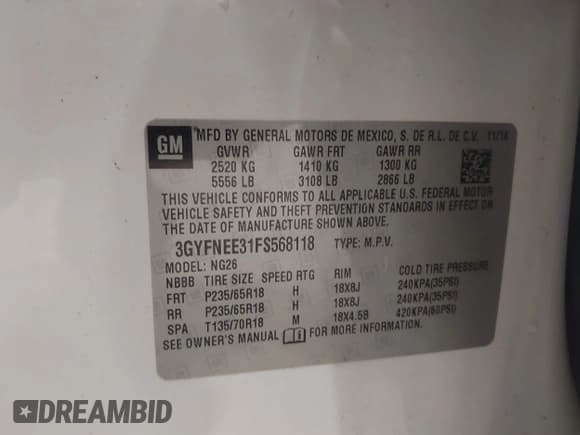 GM
MFD BY GENERAL MOTORS DE MEXICO, S. DE R.L. DE C.V. 11/14
GVWR GAWR FRT GAWR RR
2520 KG 1410 KG 1300 KG
5556 LB 3108 LB 2866 LB
THIS VEHICLE CONFORMS TO ALL APPLICABLE U.S. FEDERAL MOTOR
VEHICLE SAFETY AND THEFT PREVENTION STANDARDS IN EFFECT ON
THE DATE OF MANUFACTURE SHOWN ABOVE.
3GYFNEE31FS568118 TYPE: M.P.V.
MODEL: NG26
NBBB TIRE SIZE SPEED RTG RIM COLD TIRE PRESSURE
FRT P235/65R18 H 18X8J 240KPA(35PSI)
RR P235/65R18 H 18X8J 240KPA(35PSI)
SPA T135/70R18 M 18X4.5B 420KPA(60PSI)
SEE OWNER'S MANUAL FOR MORE INFORMATION.
DREAMBID